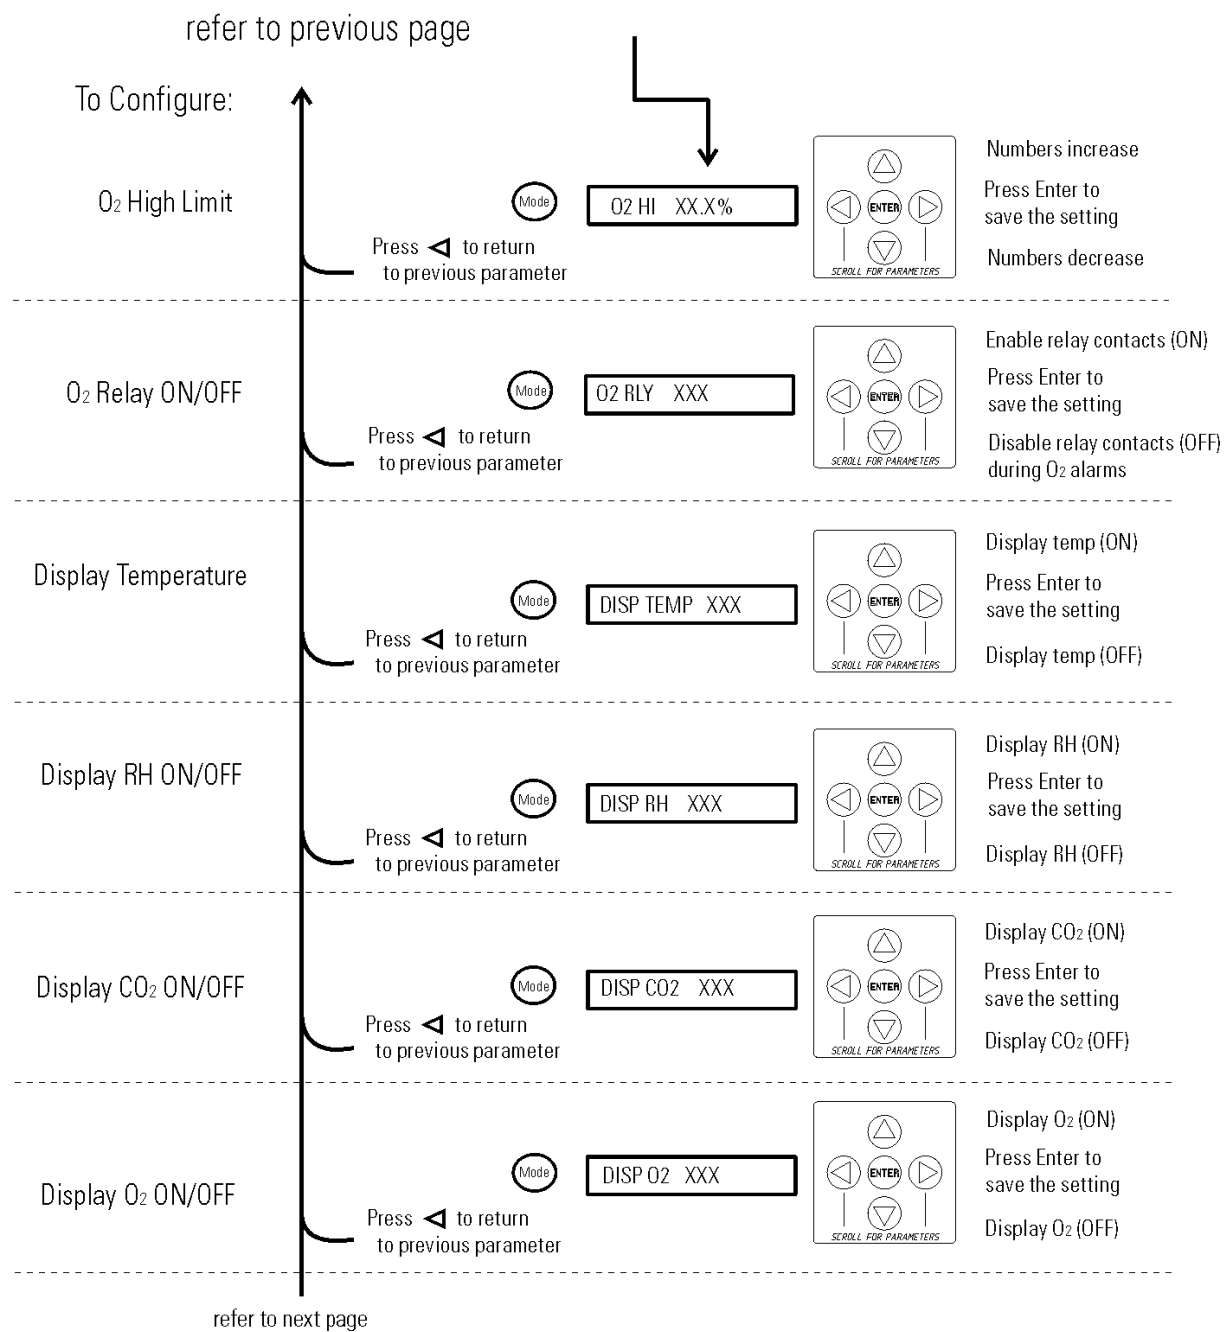 refer to previous page
To Configure:
O2 High Limit
Mode
O2 HI XX.X%
Press to return
to previous parameter
ENTER
SCROLL FOR PARAMETERS
Numbers increase
Press Enter to
save the setting
Numbers decrease
O2 Relay ON/OFF
Mode
O2 RLY XXX
Press to return
to previous parameter
ENTER
SCROLL FOR PARAMETERS
Enable relay contacts (ON)
Press Enter to
save the setting
Disable relay contacts (OFF)
during O2 alarms
Display Temperature
Mode
DISP TEMP XXX
Press to return
to previous parameter
ENTER
SCROLL FOR PARAMETERS
Display temp (ON)
Press Enter to
save the setting
Display temp (OFF)
Display RH ON/OFF
Mode
DISP RH XXX
Press to return
to previous parameter
ENTER
SCROLL FOR PARAMETERS
Display RH (ON)
Press Enter to
save the setting
Display RH (OFF)
Display CO2 ON/OFF
Mode
DISP CO2 XXX
Press to return
to previous parameter
ENTER
SCROLL FOR PARAMETERS
Display CO2 (ON)
Press Enter to
save the setting
Display CO2 (OFF)
Display O2 ON/OFF
Mode
DISP O2 XXX
Press to return
to previous parameter
ENTER
SCROLL FOR PARAMETERS
Display O2 (ON)
Press Enter to
save the setting
Display O2 (OFF)
refer to next page